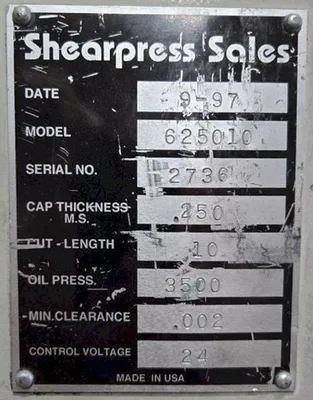 Shearpress Sales
DATE 9-97
MODEL 625010
SERIAL NO. 2736
CAP THICKNESS M.S. .250
CUT - LENGTH 10
OIL PRESS. 3500
MIN.CLEARANCE .002
CONTROL VOLTAGE 24
MADE IN USA